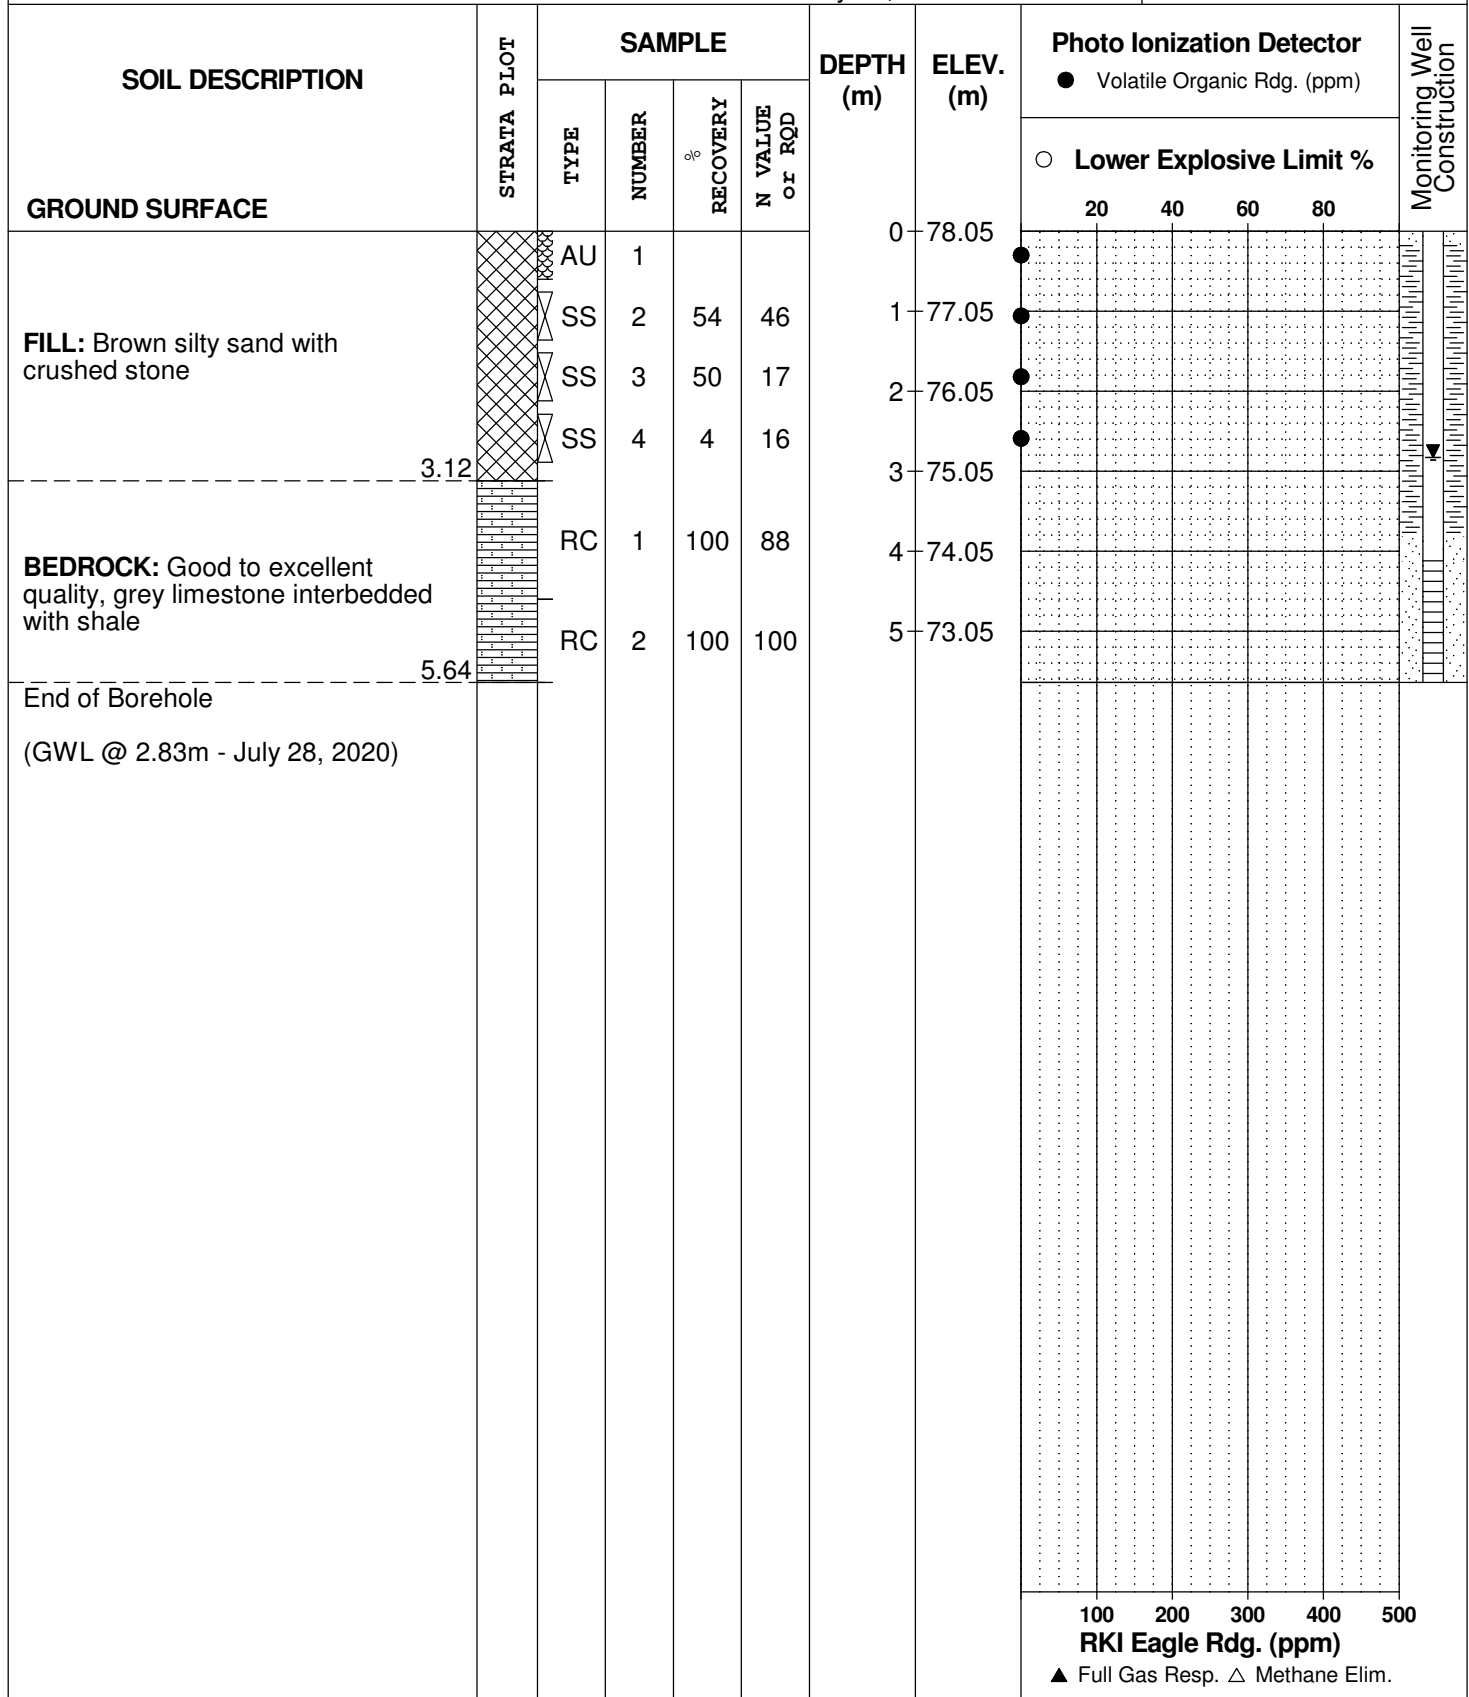 SOIL DESCRIPTION
GROUND SURFACE
STRATA PLOT
SAMPLE
TYPE
NUMBER
% RECOVERY
N VALUE
or RQD
DEPTH
(m)
ELEV.
(m)
Photo Ionization Detector
● Volatile Organic Rdg. (ppm)
○ Lower Explosive Limit %
20 40 60 80
Monitoring Well
Construction
0 78.05
AU 1
FILL: Brown silty sand with
crushed stone
SS 2 54 46
1 77.05
SS 3 50 17
2 76.05
SS 4 4 16
3.12
3 75.05
BEDROCK: Good to excellent
quality, grey limestone interbedded
with shale
RC 1 100 88
4 74.05
RC 2 100 100
5 73.05
5.64
End of Borehole
(GWL @ 2.83m - July 28, 2020)
100 200 300 400 500
RKI Eagle Rdg. (ppm)
▲ Full Gas Resp. △ Methane Elim.